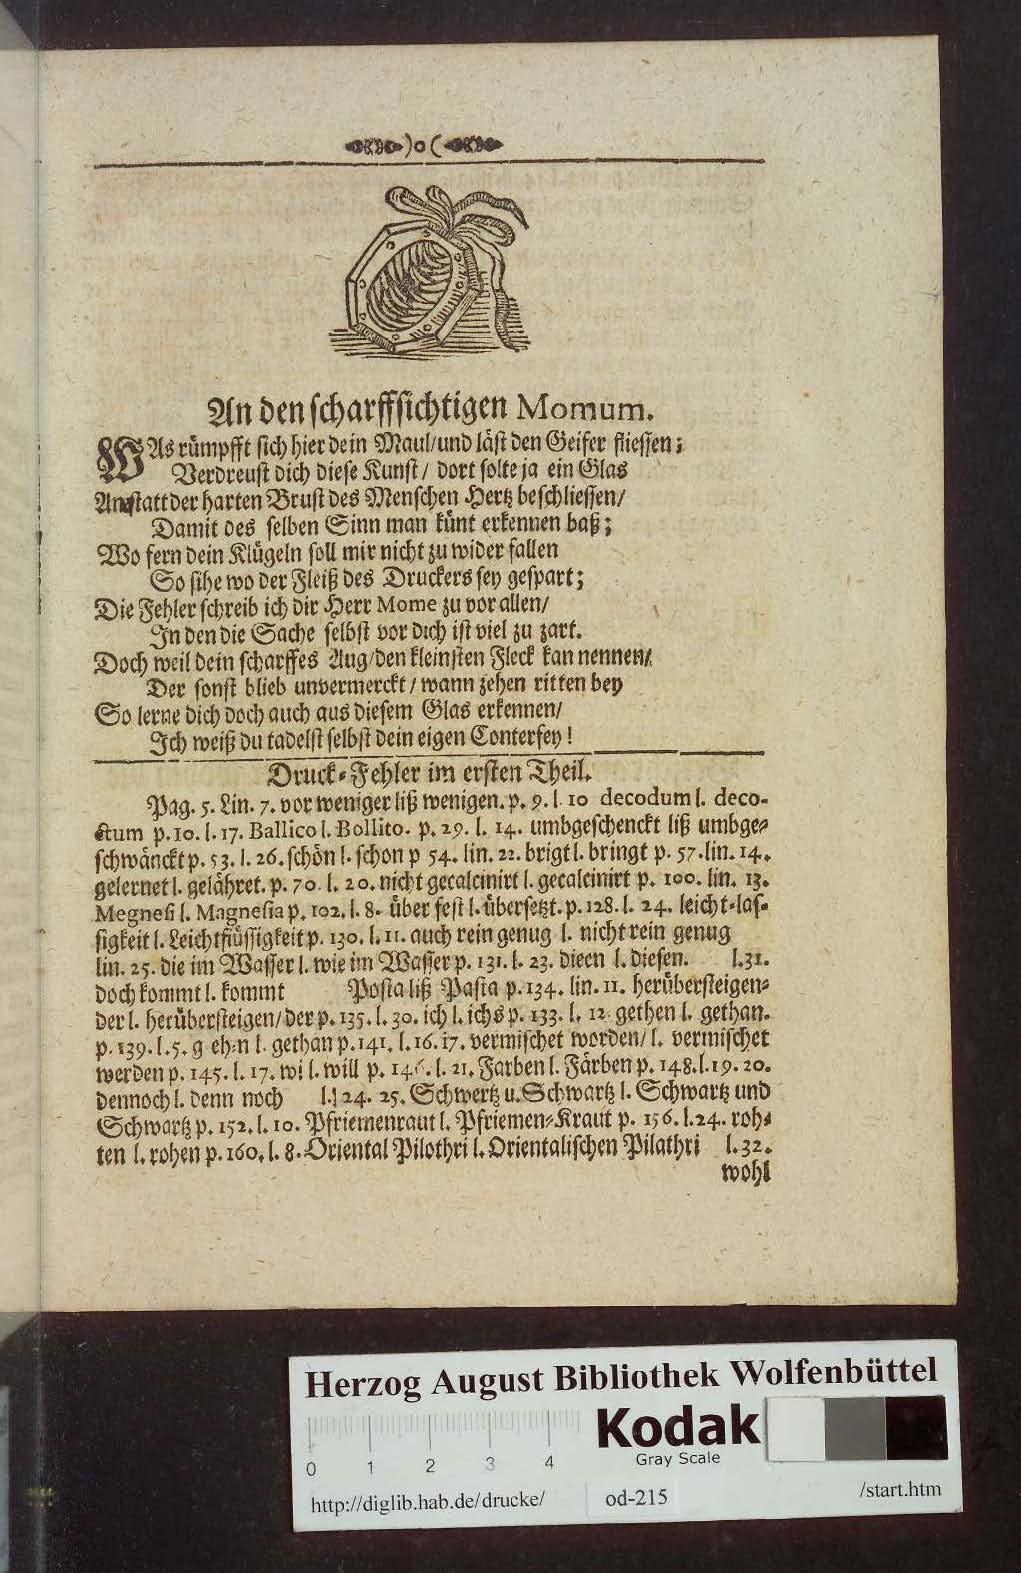 )o(
An den scharffsichtigen Momum.
WAs rümpfft sich hier dein Maul/und läst den Geifer fliessen;
Verdreust dich diese Kunst/ dort solte ja ein Glas
Anstatt der harten Brust des Menschen Hertz beschliessen/
Damit des selben Sinn man künt erkennen baß;
Wo fern dein Klügeln soll mir nicht zu wider fallen
So sihe wo der Fleiß des Druckers sey gespart;
Die Fehler schreib ich dir Herr Mome zu vor allen/
In den die Sache selbst vor dich ist viel zu zart.
Doch weil dein scharffes Aug/den kleinsten Fleck kan nennen/
Der sonst blieb unvermerckt/ wann zehen ritten bey
So lerne dich doch auch aus diesem Glas erkennen/
Ich weiß du tadelst selbst dein eigen Conterfey!
Druck-Fehler im ersten Theil.
Pag. 5. Lin. 7. vor weniger liß wenigen. p. 9. l. 10 decodum l. deco-
ctum p. 10. l. 17. Ballico l. Bollito. p. 29. l. 14. umbgeschenckt liß umbge-
schwänckt p. 53. l. 26. schön l. schon p 54. lin. 22. brigt l. bringt p. 57. lin. 14.
gelernet l. gelähret. p. 70. l. 20. nicht gecalcinirt l. gecalcinirt p. 100. lin. 13.
Megnesi l. Magnesia p. 102. l. 8. über fest l. übersetzt. p. 128. l. 24. leicht-las-
sigkeit l. Leichtflüssigkeit p. 130. l. 11. auch rein genug l. nicht rein genug
lin. 25. die im Wasser l. wie im Wasser p. 131. l. 23. dieen l. diesen. l. 31.
doch kommt l. kommt Posta liß Pasta p. 134. lin. 11. herübersteigen-
der l. herübersteigen/der p. 135. l. 30. ich l. ichs p. 133. l. 12. gethen l. gethan.
p. 139. l. 5. g eh:n l. gethan p. 141. l. 16. 17. vermischet worden/ l. vermischet
werden p. 145. l. 17. wi l. will p. 146. l. 21. Farben l. Färben p. 148. l. 19. 20.
dennoch l. denn noch l. 24. 25. Schwertz u. Schwartz l. Schwartz und
Schwartz p. 152. l. 10. Pfriemenraut l. Pfriemen-Kraut p. 156. l. 24. roh-
ten l. rohen p. 160. l. 8. Oriental Pilothri l. Orientalischen Pilathri l. 32.
wohl
Herzog August Bibliothek Wolfenbüttel
Kodak
Gray Scale
0 1 2 3 4
http://diglib.hab.de/drucke/ od-215 /start.htm